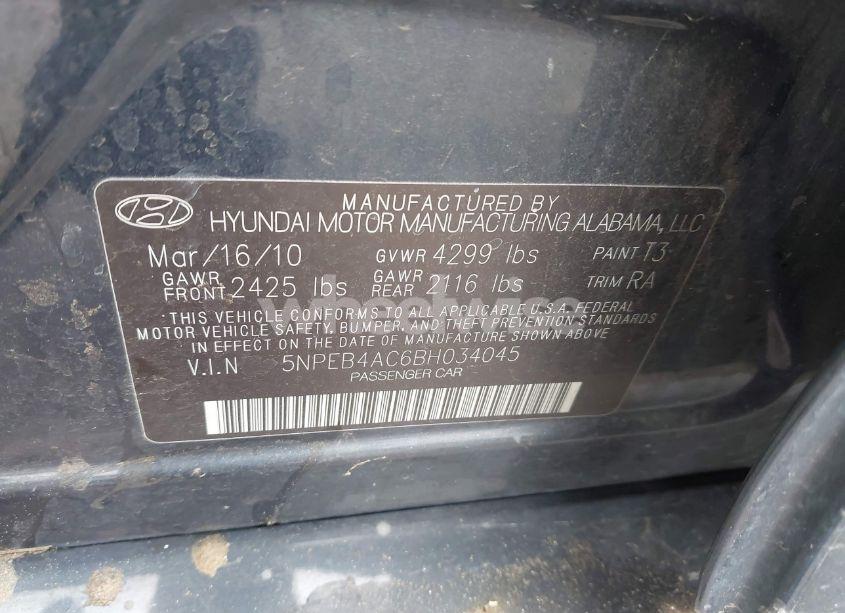 MANUFACTURED BY
HYUNDAI MOTOR MANUFACTURING ALABAMA, LLC
Mar/16/10 GVWR 4299 lbs PAINT T3
GAWR FRONT 2425 lbs GAWR REAR 2116 lbs TRIM RA
THIS VEHICLE CONFORMS TO ALL APPLICABLE U.S.A. FEDERAL
MOTOR VEHICLE SAFETY, BUMPER, AND THEFT PREVENTION STANDARDS
IN EFFECT ON THE DATE OF MANUFACTURE SHOWN ABOVE
V.I.N 5NPEB4AC6BH034045
PASSENGER CAR